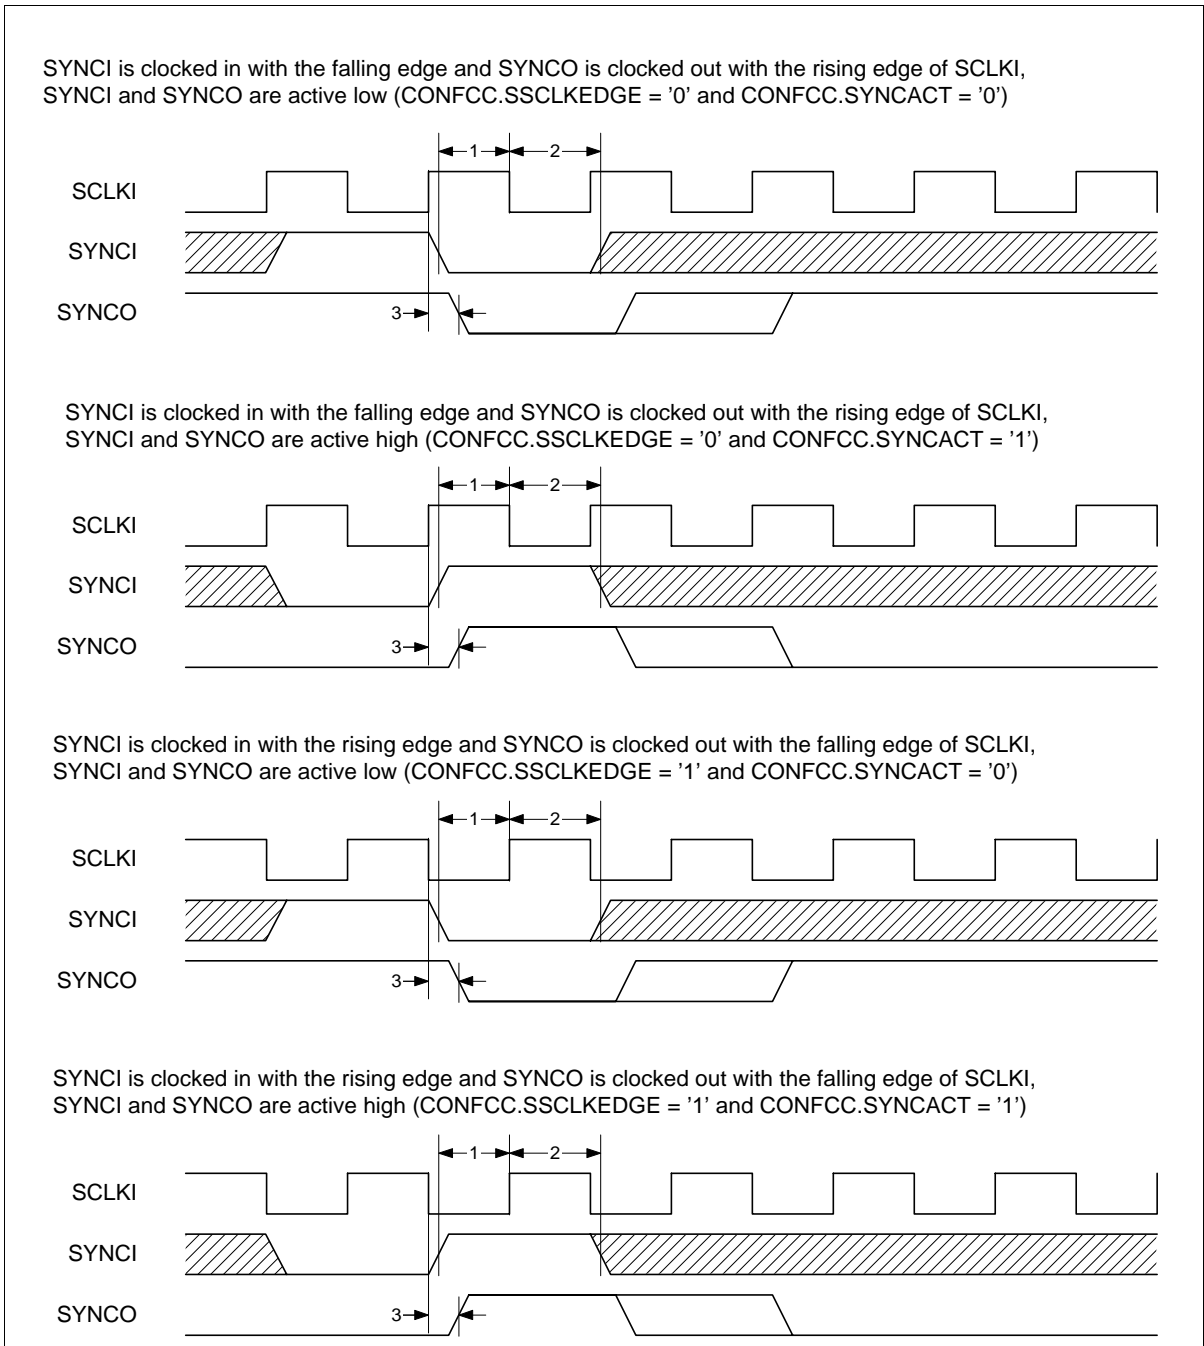 SYNCI is clocked in with the falling edge and SYNCO is clocked out with the rising edge of SCLKI,
SYNCI and SYNCO are active low (CONFCC.SSCLKEDGE = '0' and CONFCC.SYNCACT = '0')
1 2
SCLKI
SYNCI
SYNCO
3
SYNCI is clocked in with the falling edge and SYNCO is clocked out with the rising edge of SCLKI,
SYNCI and SYNCO are active high (CONFCC.SSCLKEDGE = '0' and CONFCC.SYNCACT = '1')
1 2
SCLKI
SYNCI
SYNCO
3
SYNCI is clocked in with the rising edge and SYNCO is clocked out with the falling edge of SCLKI,
SYNCI and SYNCO are active low (CONFCC.SSCLKEDGE = '1' and CONFCC.SYNCACT = '0')
1 2
SCLKI
SYNCI
SYNCO
3
SYNCI is clocked in with the rising edge and SYNCO is clocked out with the falling edge of SCLKI,
SYNCI and SYNCO are active high (CONFCC.SSCLKEDGE = '1' and CONFCC.SYNCACT = '1')
1 2
SCLKI
SYNCI
SYNCO
3